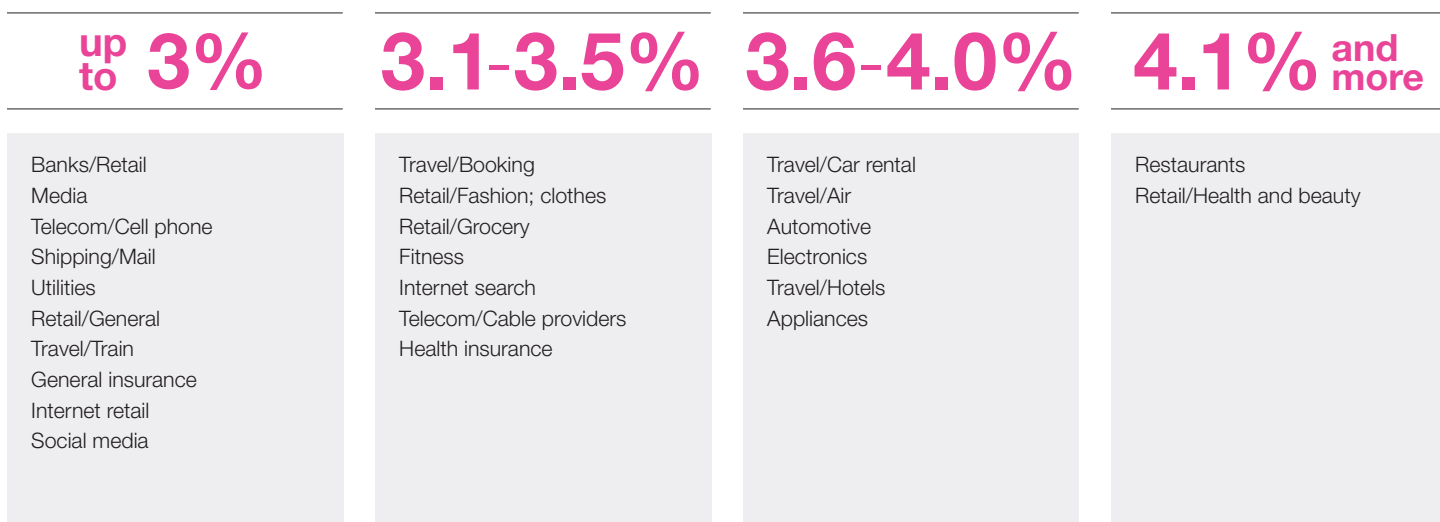 up to 3%
Banks/Retail
Media
Telecom/Cell phone
Shipping/Mail
Utilities
Retail/General
Travel/Train
General insurance
Internet retail
Social media
3.1-3.5%
Travel/Booking
Retail/Fashion; clothes
Retail/Grocery
Fitness
Internet search
Telecom/Cable providers
Health insurance
3.6-4.0%
Travel/Car rental
Travel/Air
Automotive
Electronics
Travel/Hotels
Appliances
4.1% and more
Restaurants
Retail/Health and beauty